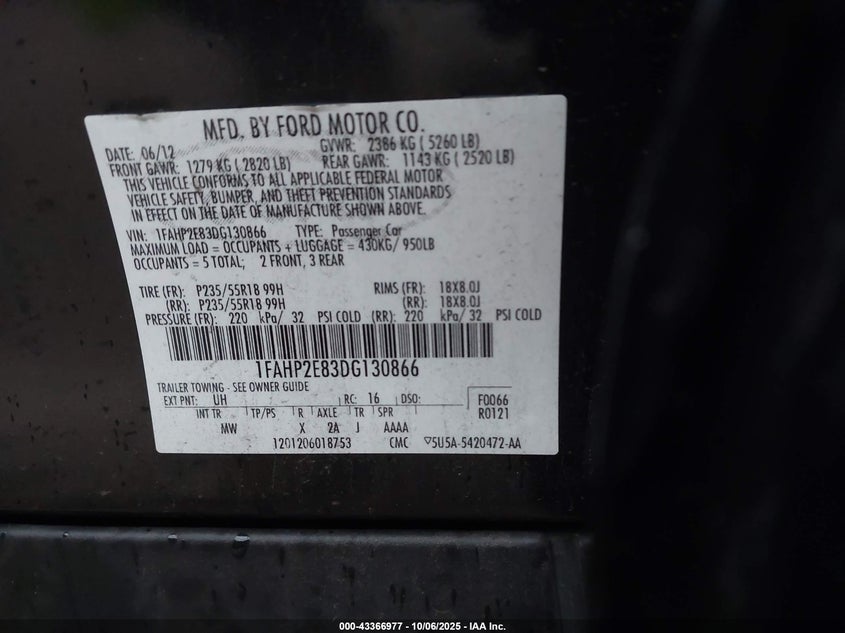 MFD. BY FORD MOTOR CO.
DATE: 06/12 GVWR: 2386 KG ( 5260 LB)
FRONT GAWR: 1279 KG ( 2820 LB) REAR GAWR: 1143 KG ( 2520 LB)
THIS VEHICLE CONFORMS TO ALL APPLICABLE FEDERAL MOTOR
VEHICLE SAFETY, BUMPER, AND THEFT PREVENTION STANDARDS
IN EFFECT ON THE DATE OF MANUFACTURE SHOWN ABOVE.
VIN: 1FAHP2E83DG130866 TYPE: Passenger Car
MAXIMUM LOAD = OCCUPANTS + LUGGAGE = 430KG/ 950LB
OCCUPANTS = 5 TOTAL; 2 FRONT, 3 REAR
TIRE (FR): P235/55R18 99H RIMS (FR): 18X8.0J
(RR): P235/55R18 99H (RR): 18X8.0J
PRESSURE (FR): 220 kPa/ 32 PSI COLD (RR): 220 kPa/ 32 PSI COLD
1FAHP2E83DG130866
TRAILER TOWING - SEE OWNER GUIDE
EXT PNT: UH RC: 16 DSO: F0066
INT TR TP/PS R AXLE TR SPR R0121
MW X 2A J AAAA
1201206018753 CMC ▽5U5A-5420472-AA
000-43366977 - 10/06/2025 - IAA Inc.